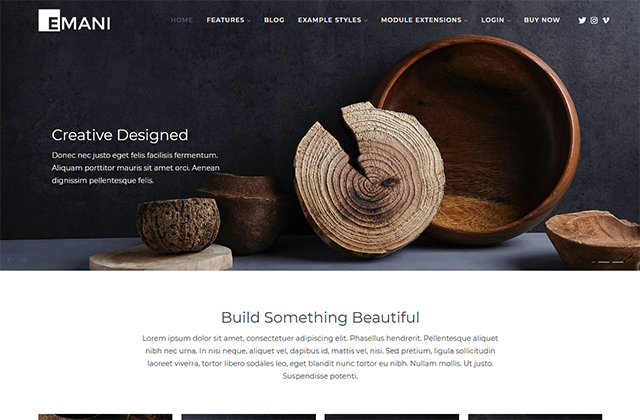 EMANI
HOME FEATURES BLOG EXAMPLE STYLES MODULE EXTENSIONS LOGIN BUY NOW
Creative Designed
Donec nec justo eget felis facilisis fermentum.
Aliquam porttitor mauris sit amet orci. Aenean
dignissim pellentesque felis.
Build Something Beautiful
Lorem ipsum dolor sit amet, consectetuer adipiscing elit. Phasellus hendrerit. Pellentesque aliquet
nibh nec urna. In nisi neque, aliquet vel, dapibus id, mattis vel, nisi. Sed pretium, ligula sollicitudin
laoreet viverra, tortor libero sodales leo, eget blandit nunc tortor eu nibh. Nullam mollis. Ut justo.
Suspendisse potenti.